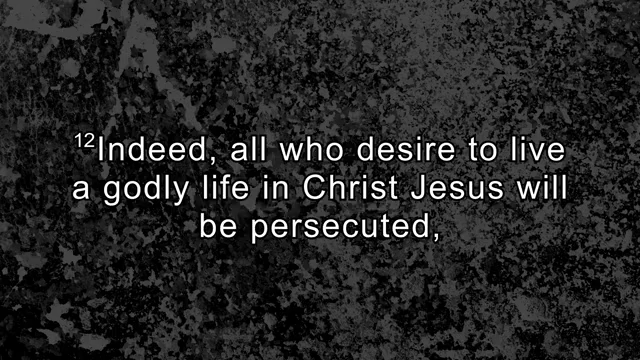 12Indeed, all who desire to live
a godly life in Christ Jesus will
be persecuted,